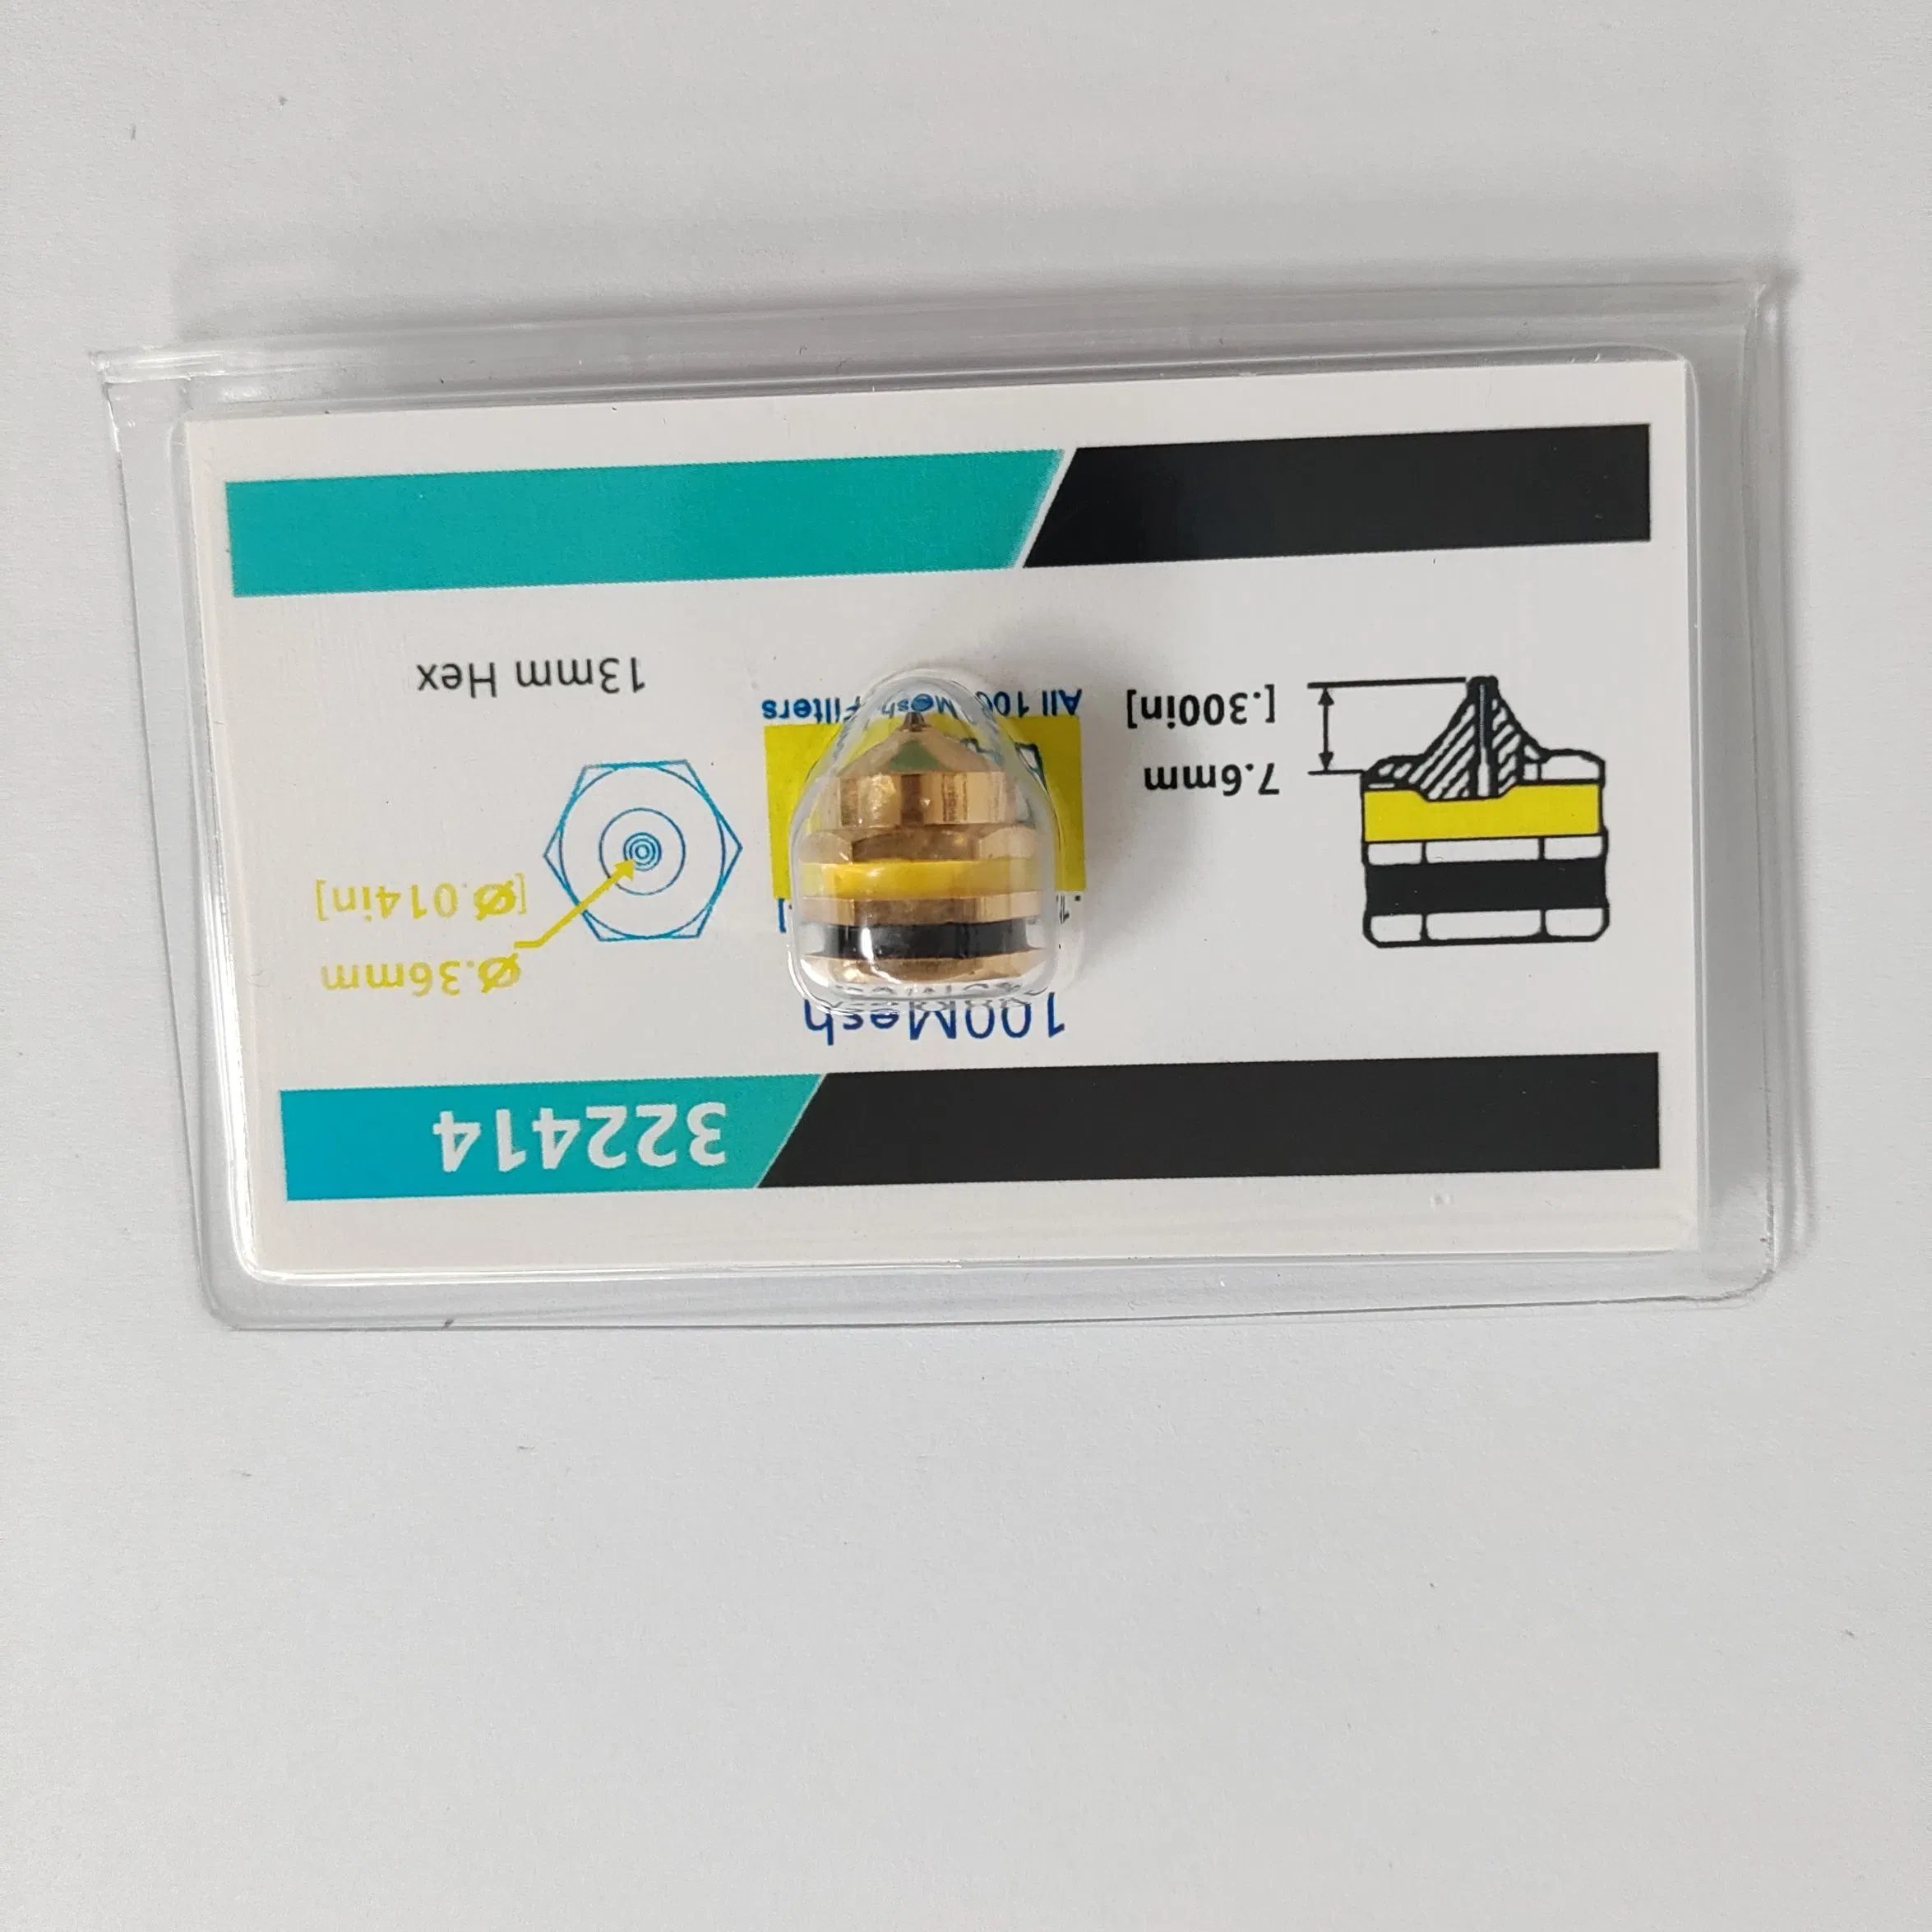 322414
100Mesh
Ø.36mm
[Ø.014in]
7.6mm
[.300in]
All 100 Mesh Filters
13mm Hex